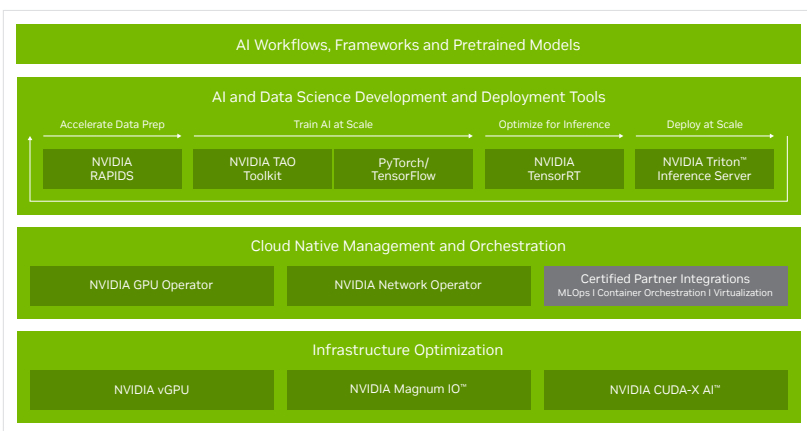 AI Workflows, Frameworks and Pretrained Models
AI and Data Science Development and Deployment Tools
Accelerate Data Prep
Train AI at Scale
Optimize for Inference
Deploy at Scale
NVIDIA
RAPIDS
NVIDIA TAO
Toolkit
PyTorch/
TensorFlow
NVIDIA
TensorRT
NVIDIA Triton™
Inference Server
Cloud Native Management and Orchestration
NVIDIA GPU Operator
NVIDIA Network Operator
Certified Partner Integrations
MLOps I Container Orchestration I Virtualization
Infrastructure Optimization
NVIDIA vGPU
NVIDIA Magnum IO™
NVIDIA CUDA-X AI™